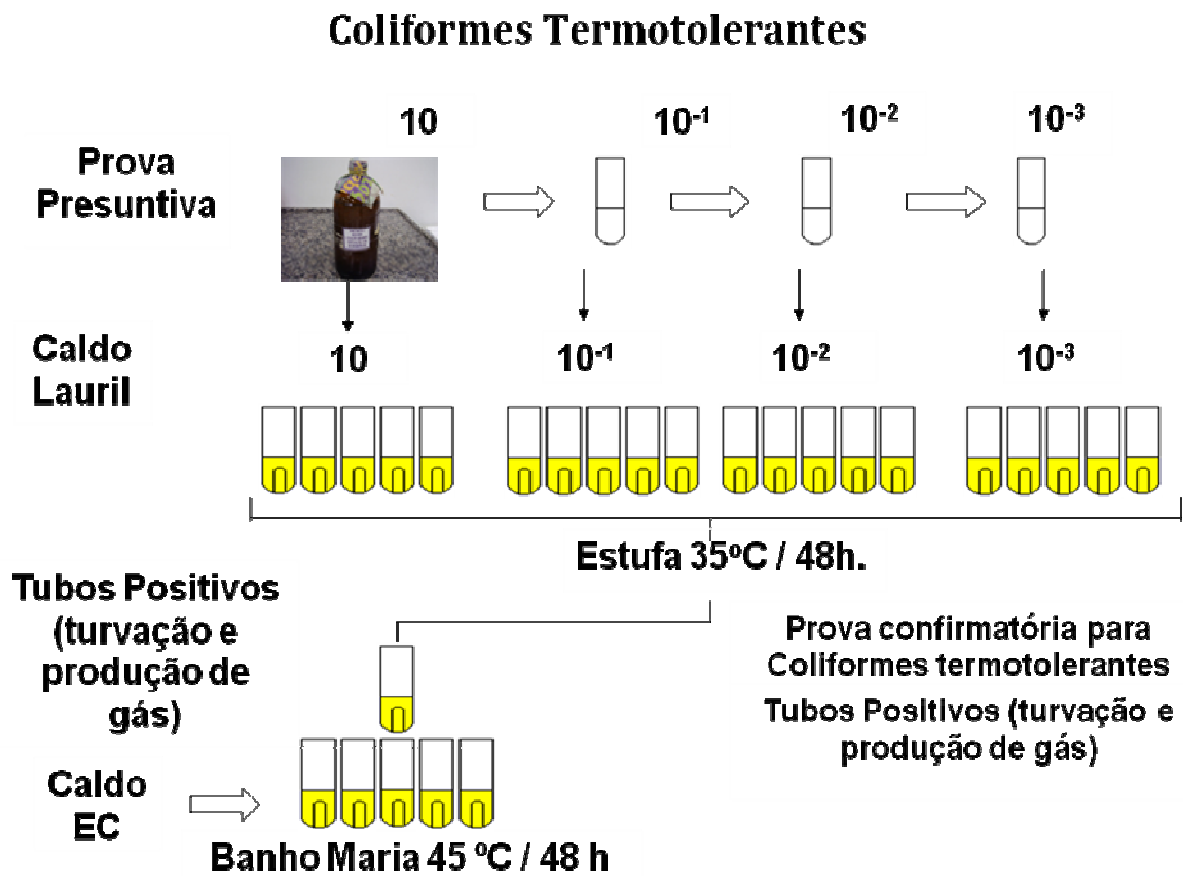 Coliformes Termotolerantes
10 10⁻¹ 10⁻² 10⁻³
Prova
Presuntiva
Caldo
Lauril
10 10⁻¹ 10⁻² 10⁻³
Estufa 35ºC / 48h.
Tubos Positivos
(turvação e
produção de
gás)
Prova confirmatória para
Coliformes termotolerantes
Tubos Positivos (turvação e
produção de gás)
Caldo
EC
Banho Maria 45 ºC / 48 h